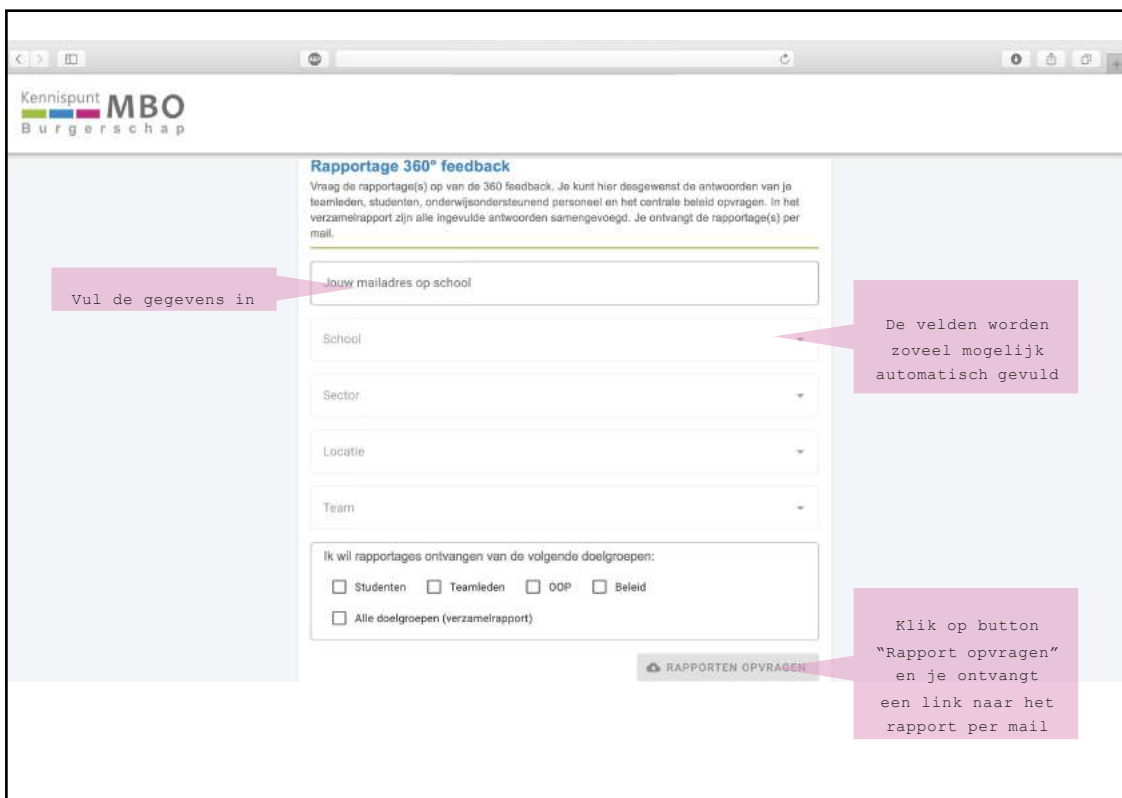 Kennispunt
MBO
Burgerschap
Rapportage 360° feedback
Vraag de rapportage(s) op van de 360 feedback. Je kunt hier desgewenst de antwoorden van je
teamleden, studenten, onderwijsondersteunend personeel en het centrale beleid opvragen. In het
verzamelrapport zijn alle ingevulde antwoorden samengevoegd. Je ontvangt de rapportage(s) per
mail.
Jouw mailadres op school
Vul de gegevens in
School
De velden worden
zoveel mogelijk
automatisch gevuld
Sector
Locatie
Team
Ik wil rapportages ontvangen van de volgende doelgroepen:
Studenten Teamleden OOP Beleid
Alle doelgroepen (verzamelrapport)
RAPPORTEN OPVRAGEN
Klik op button
“Rapport opvragen”
en je ontvangt
een link naar het
rapport per mail